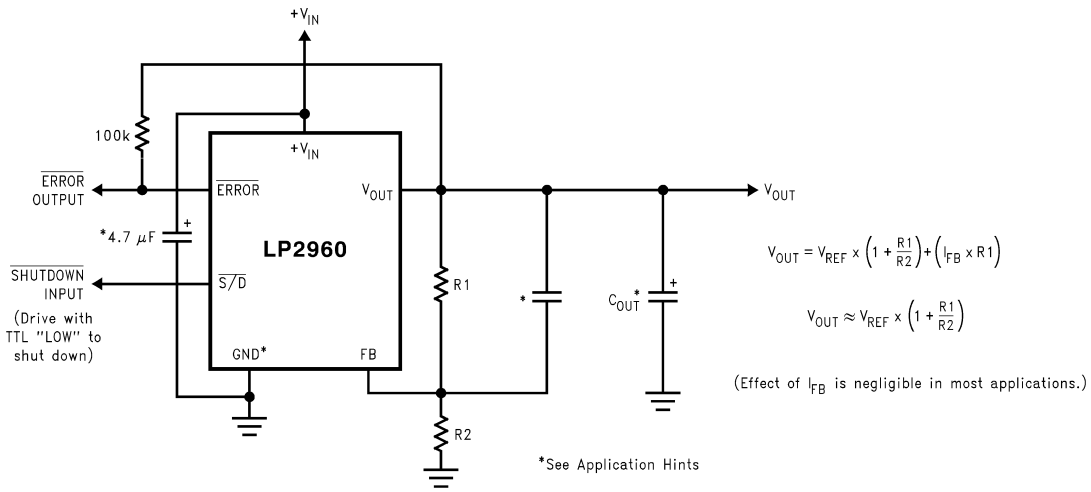 +VIN
100k
+VIN
ERROR
OUTPUT
ERROR
VOUT
VOUT
*4.7 μF
+
LP2960
SHUTDOWN
INPUT
S/D
(Drive with
TTL "LOW" to
shut down)
R1
*
COUT*
+
VOUT = VREF x (1 + R1/R2) + (IFB x R1)
VOUT ≈ VREF x (1 + R1/R2)
GND*
FB
(Effect of IFB is negligible in most applications.)
R2
*See Application Hints